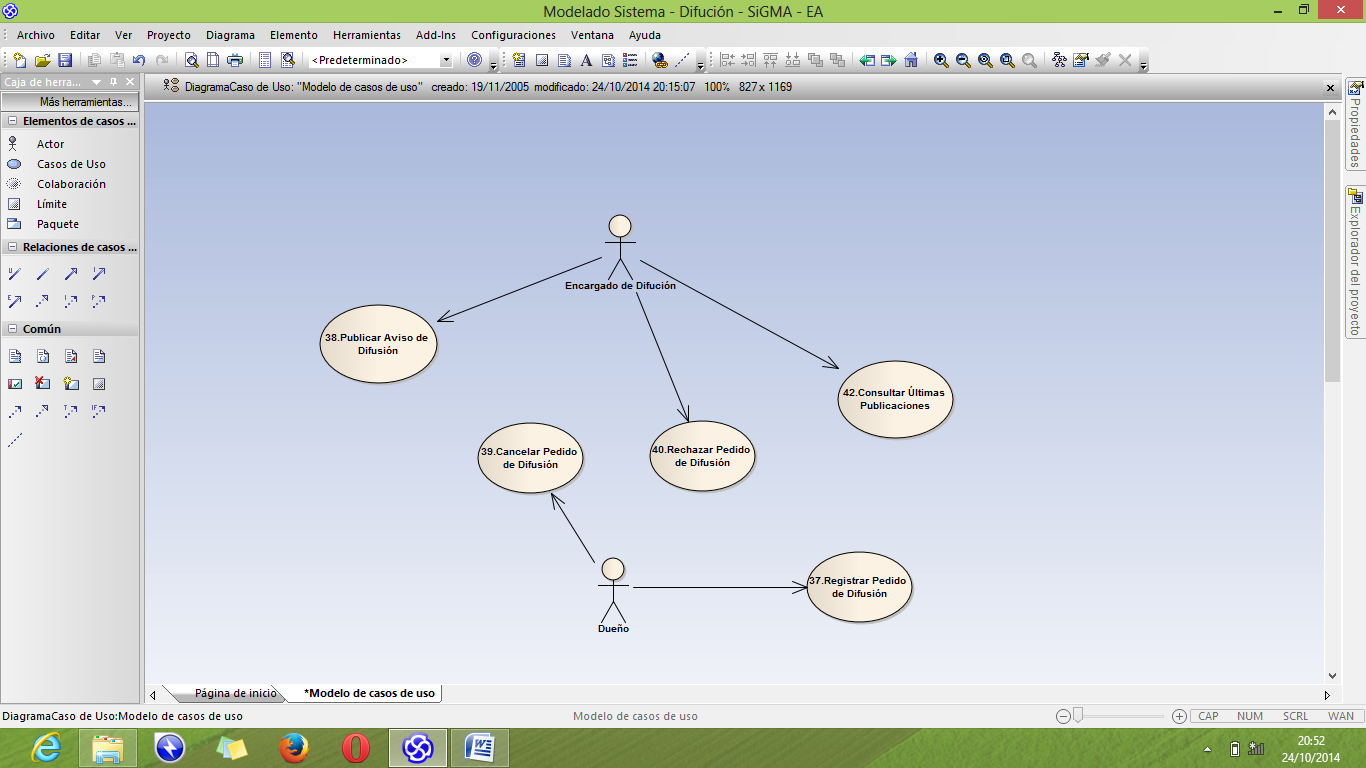 Modelado Sistema - Difución - SiGMA - EA
Archivo Editar Ver Proyecto Diagrama Elemento Herramientas Add-Ins Configuraciones Ventana Ayuda
<Predeterminado>
Caja de herra...
DiagramaCaso de Uso: "Modelo de casos de uso" creado: 19/11/2005 modificado: 24/10/2014 20:15:07 100% 827 x 1169
Más herramientas...
Elementos de casos ...
Actor
Casos de Uso
Colaboración
Límite
Paquete
Relaciones de casos ...
Común
Propiedades
Explorador del proyecto
Encargado de Difución
38.Publicar Aviso de
Difusión
42.Consultar Últimas
Publicaciones
39.Cancelar Pedido
de Difusión
40.Rechazar Pedido
de Difusión
37.Registrar Pedido
de Difusión
Dueño
Página de inicio *Modelo de casos de uso
DiagramaCaso de Uso:Modelo de casos de uso Modelo de casos de uso CAP NUM SCRL WAN
20:52
24/10/2014